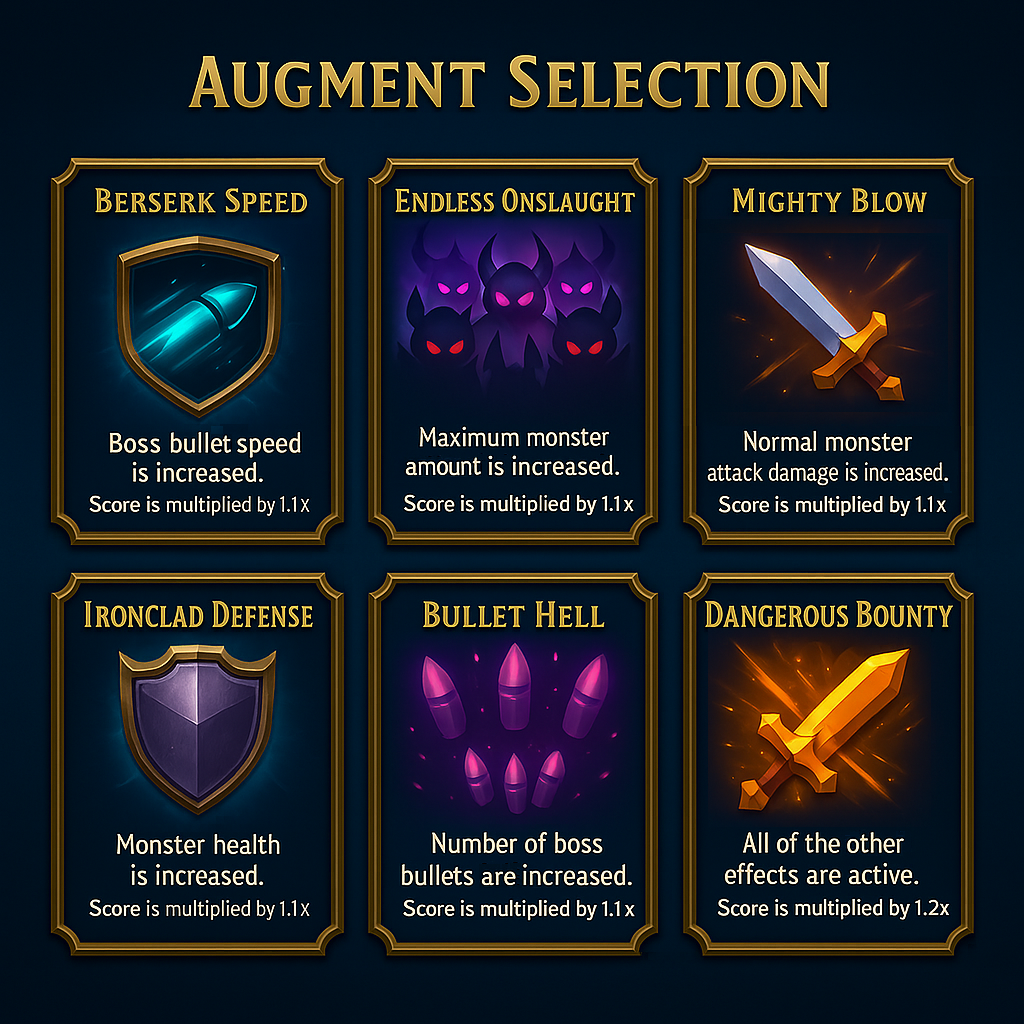 AUGMENT SELECTION
BERSERK SPEED
Boss bullet speed
is increased.
Score is multiplied by 1.1x
ENDLESS ONSLAUGHT
Maximum monster
amount is increased.
Score is multiplied by 1.1x
MIGHTY BLOW
Normal monster
attack damage is increased.
Score is multiplied by 1.1x
IRONCLAD DEFENSE
Monster health
is increased.
Score is multiplied by 1.1x
BULLET HELL
Number of boss
bullets are increased.
Score is multiplied by 1.1x
DANGEROUS BOUNTY
All of the other
effects are active.
Score is multiplied by 1.2x